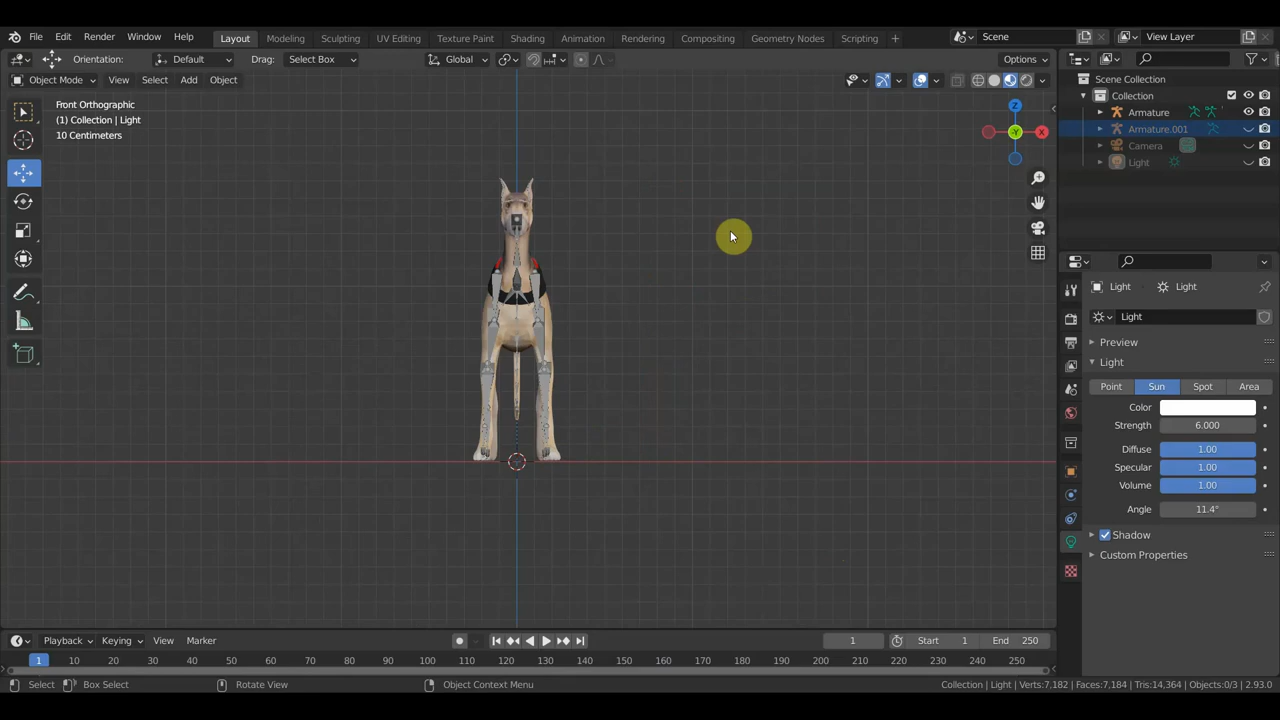 File Edit Render Window Help Layout Modeling Sculpting UV Editing Texture Paint Shading Animation Rendering Compositing Geometry Nodes Scripting + Scene View Layer
Orientation: Default Drag: Select Box Global Options
Object Mode View Select Add Object
Front Orthographic
(1) Collection | Light
10 Centimeters
Z
-Y
X
Scene Collection
Collection
Armature
Armature.001
Camera
Light
Light Light
Light
Preview
Light
Point Sun Spot Area
Color
Strength 6.000
Diffuse 1.00
Specular 1.00
Volume 1.00
Angle 11.4°
Shadow
Custom Properties
Playback Keying View Marker 1 Start 1 End 250
1 10 20 30 40 50 60 70 80 90 100 110 120 130 140 150 160 170 180 190 200 210 220 230 240 250
Select Box Select Rotate View Object Context Menu Collection | Light | Verts:7,182 | Faces:7,184 | Tris:14,364 | Objects:0/3 | 2.93.0